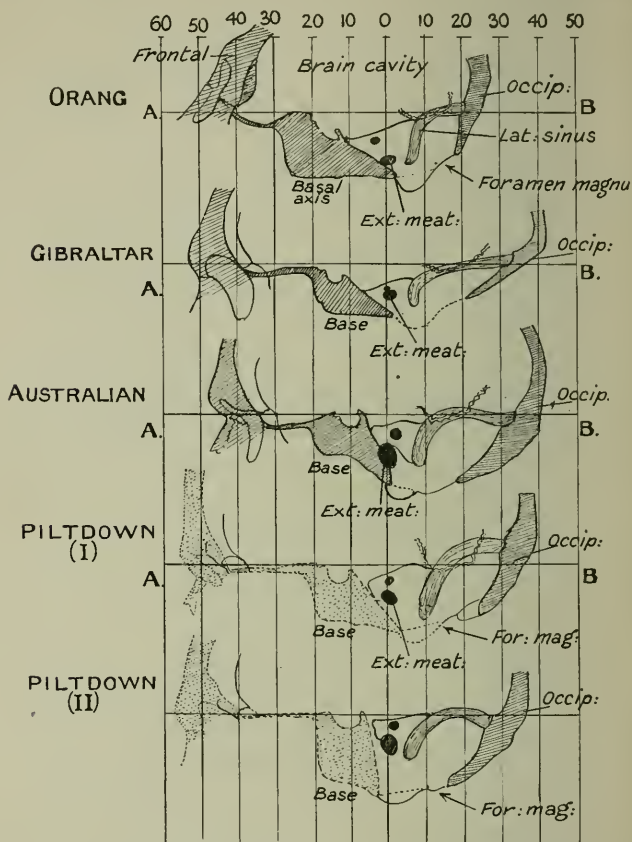 60 50 40 30 20 10 0 10 20 30 40 50
Frontal
Brain cavity
ORANG
A.
Occip:
B
Lat: sinus
Basal
axis
Foramen magnu
Ext: meat:
GIBRALTAR
Occip:
A.
B.
Base
Ext: meat:
AUSTRALIAN
Occip.
A.
B.
Base
Ext: meat:
PILTDOWN
(I)
Occip:
A.
B
Base
For: mag:
Ext: meat:
PILTDOWN
(II)
Occip:
Base
For: mag: